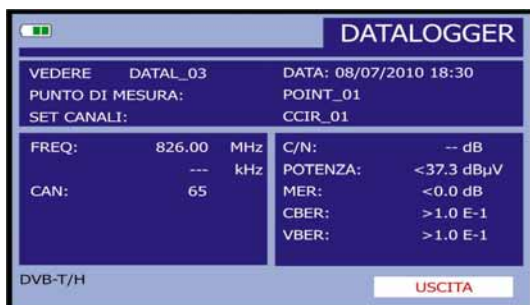 DATALOGGER
VEDERE DATAL_03 DATA: 08/07/2010 18:30
PUNTO DI MESURA: POINT_01
SET CANALI: CCIR_01
FREQ: 826.00 MHz
--- kHz
CAN: 65
C/N: -- dB
POTENZA: <37.3 dBµV
MER: <0.0 dB
CBER: >1.0 E-1
VBER: >1.0 E-1
DVB-T/H
USCITA